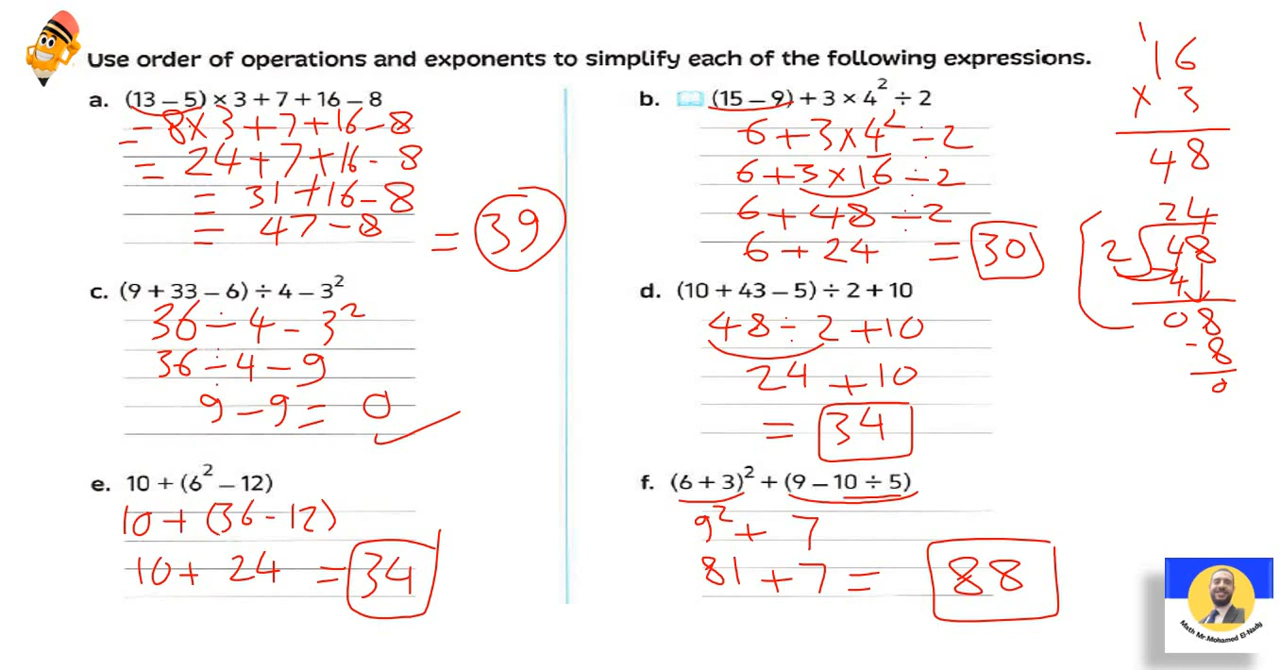 Use order of operations and exponents to simplify each of the following expressions.
a. (13 – 5) × 3 + 7 + 16 – 8
= 8 × 3 + 7 + 16 – 8
= 24 + 7 + 16 - 8
= 31 + 16 – 8
= 47 – 8 = 39
b. (15 – 9) + 3 × 4² ÷ 2
6 + 3 × 4² ÷ 2
6 + 3 × 16 ÷ 2
6 + 48 ÷ 2
6 + 24 = 30
16
× 3
48
24
2 48
4
08
- 8
0
c. (9 + 33 – 6) ÷ 4 – 3²
36 ÷ 4 – 3²
36 ÷ 4 – 9
9 – 9 = 0
d. (10 + 43 – 5) ÷ 2 + 10
48 ÷ 2 + 10
24 + 10
= 34
e. 10 + (6² – 12)
10 + (36 - 12)
10 + 24 = 34
f. (6 + 3)² + (9 – 10 ÷ 5)
9² + 7
81 + 7 = 88
Math Mr.Mohamed El-Nady